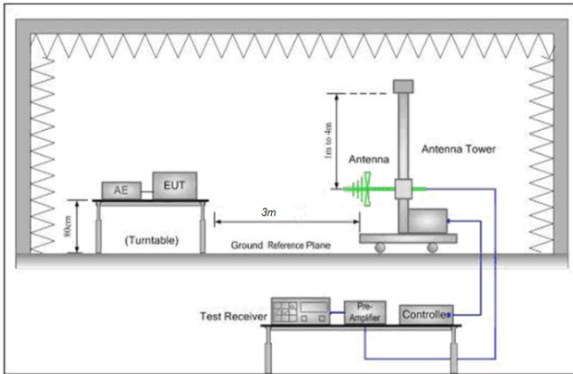 1m to 4m
Antenna
Antenna Tower
AE
EUT
3m
80cm
(Turntable)
Ground Reference Plane
Test Receiver
Pre-
Amplifier
Controller